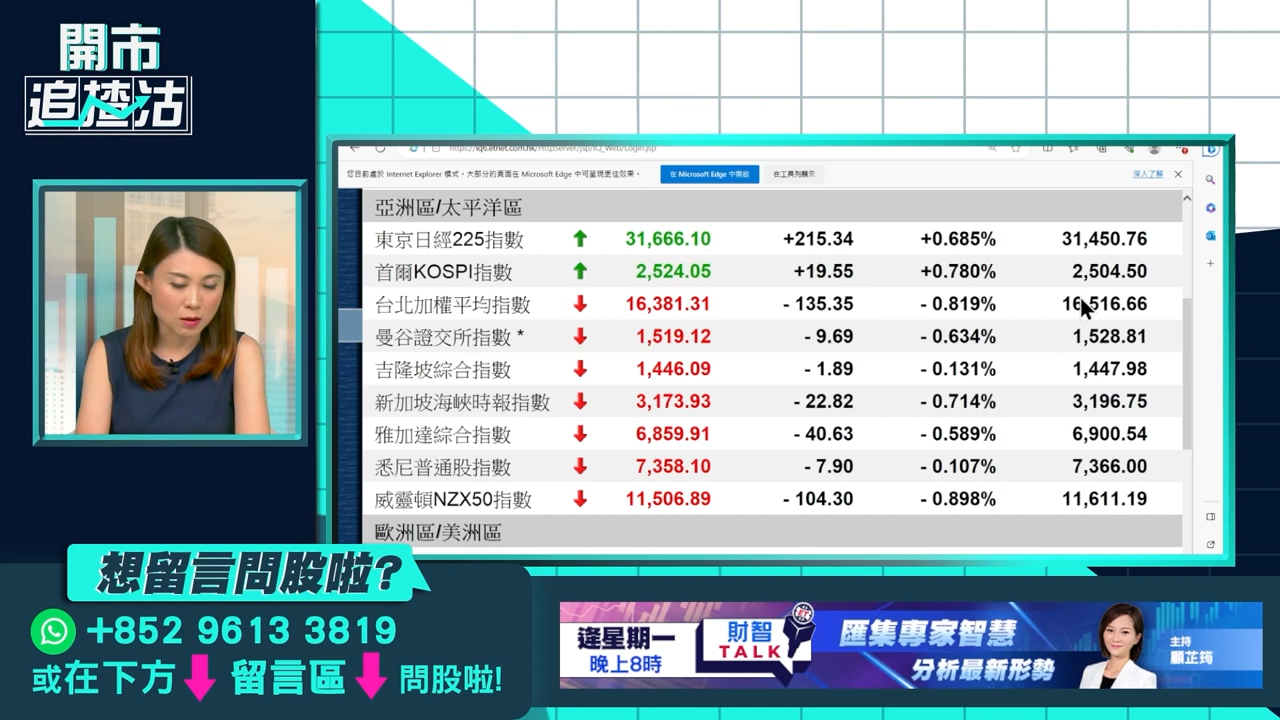 開市
追揸沽
https://iq6.etnet.com.hk/HttpServer/jsp/IQ_Web/Login.jsp
您目前處於 Internet Explorer 模式。大部分的頁面在 Microsoft Edge 中可呈現更佳效果。 在 Microsoft Edge 中開啟 在工具列顯示 深入了解
亞洲區/太平洋區
東京日經225指數 31,666.10 +215.34 +0.685% 31,450.76
首爾KOSPI指數 2,524.05 +19.55 +0.780% 2,504.50
台北加權平均指數 16,381.31 - 135.35 - 0.819% 16,516.66
曼谷證交所指數 * 1,519.12 - 9.69 - 0.634% 1,528.81
吉隆坡綜合指數 1,446.09 - 1.89 - 0.131% 1,447.98
新加坡海峽時報指數 3,173.93 - 22.82 - 0.714% 3,196.75
雅加達綜合指數 6,859.91 - 40.63 - 0.589% 6,900.54
悉尼普通股指數 7,358.10 - 7.90 - 0.107% 7,366.00
威靈頓NZX50指數 11,506.89 - 104.30 - 0.898% 11,611.19
歐洲區/美洲區
想留言問股啦?
+852 9613 3819
或在下方 留言區 問股啦!
逢星期一
晚上8時
財智
TALK
匯集專家智慧
分析最新形勢
主持
顧芷筠